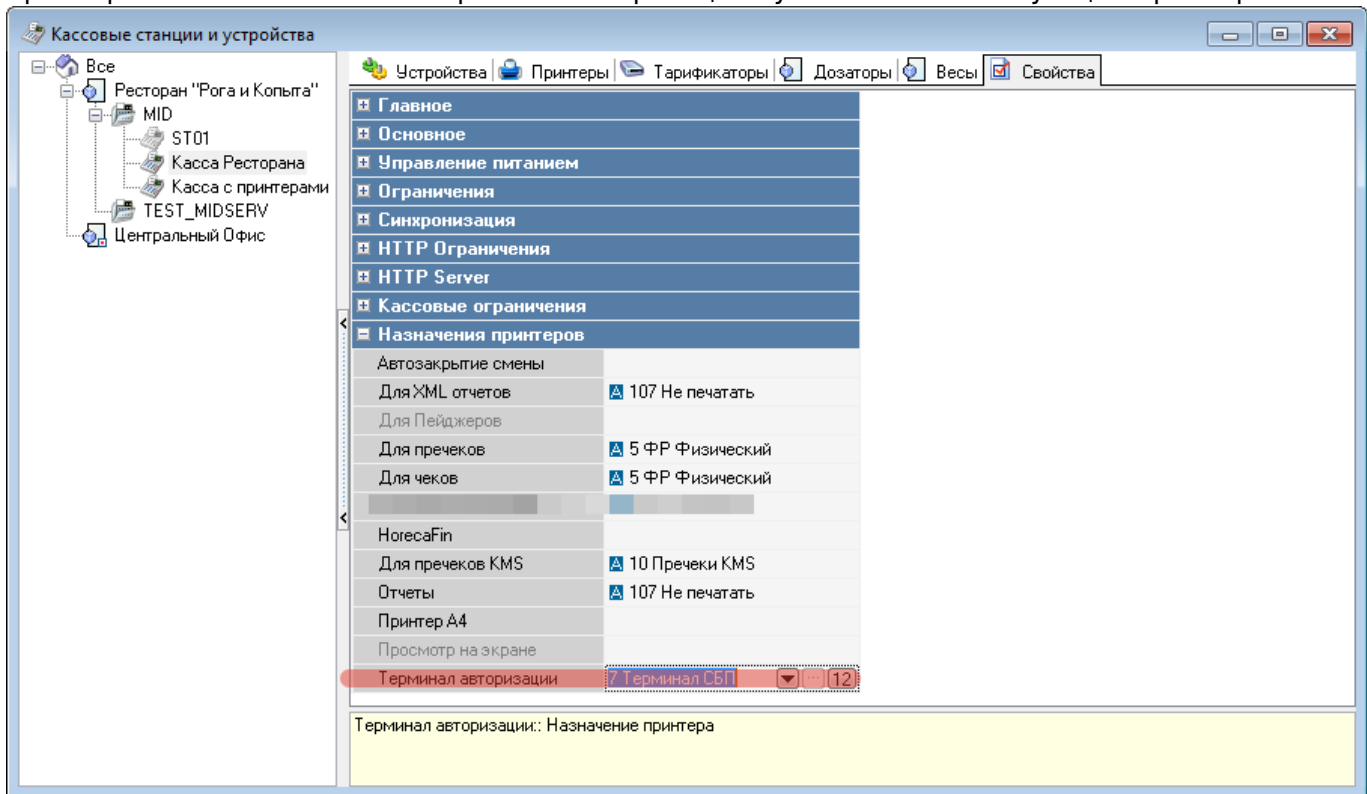 Кассовые станции и устройства
Все
Ресторан "Рога и Копыта"
MID
ST01
Касса Ресторана
Касса с принтерами
TEST_MIDSERV
Центральный Офис
Устройства Принтеры Тарификаторы Дозаторы Весы Свойства
Главное
Основное
Управление питанием
Ограничения
Синхронизация
HTTP Ограничения
HTTP Server
Кассовые ограничения
Назначения принтеров
Автозакрытие смены
Для XML отчетов 107 Не печатать
Для Пейджеров
Для пречеков 5 ФР Физический
Для чеков 5 ФР Физический
HorecaFin
Для пречеков KMS 10 Пречеки KMS
Отчеты 107 Не печатать
Принтер А4
Просмотр на экране
Терминал авторизации 7 Терминал СБП ... 12
Терминал авторизации:: Назначение принтера